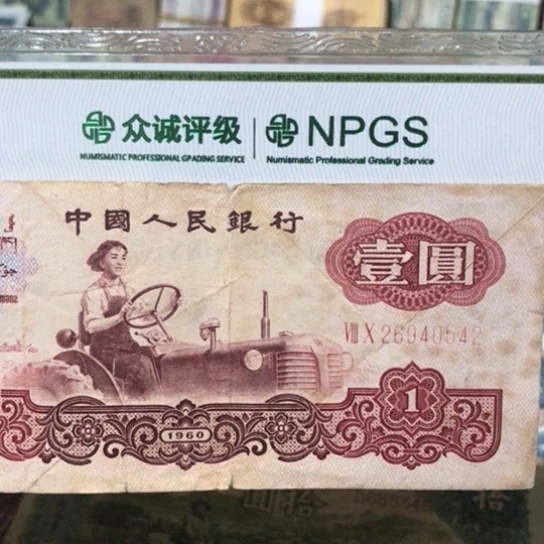 众诚评级 NPGS
NUMISMATIC PROFESSIONAL GRADING SERVICE Numismatic Professional Grading Service
中國人民銀行
壹圓
VIII X 26940542
1
1960